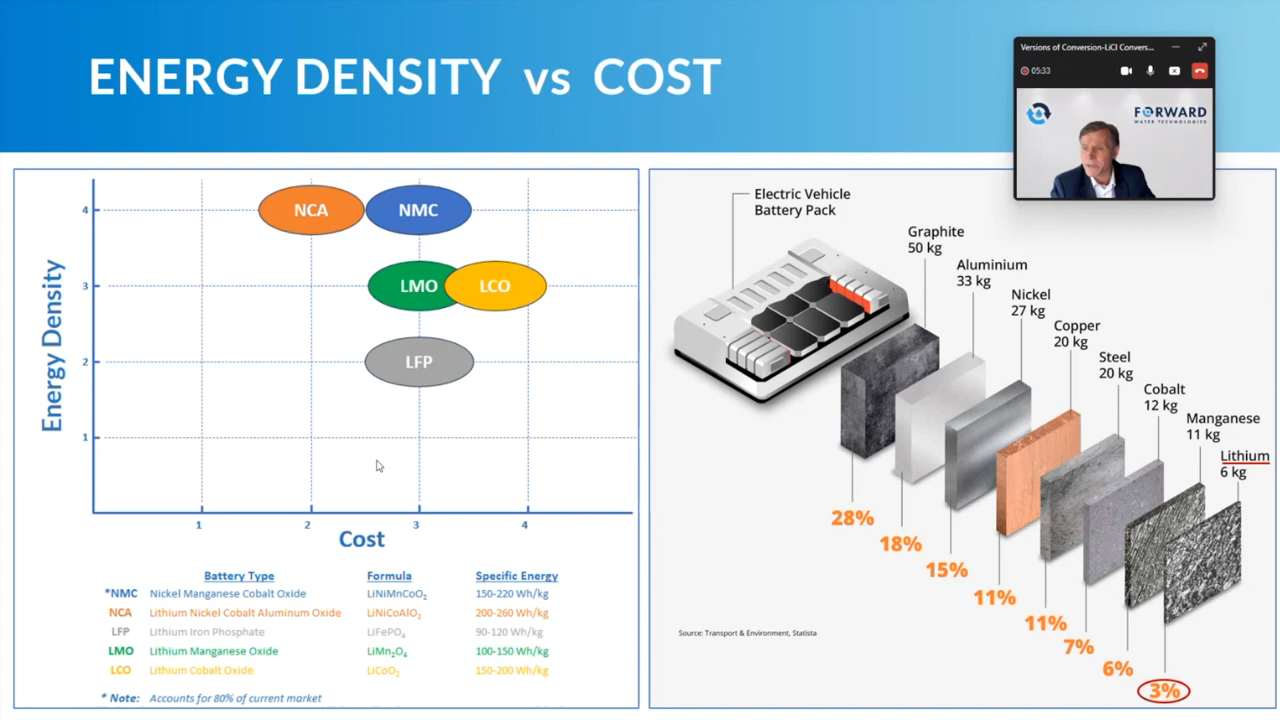 ENERGY DENSITY vs COST
Versions of Conversion-LiCl Convers...
05:33
FORWARD
WATER TECHNOLOGIES
Energy Density
4
3
2
1
NCA
NMC
LMO
LCO
LFP
1
2
3
4
Cost
Battery Type Formula Specific Energy
*NMC Nickel Manganese Cobalt Oxide LiNiMnCoO₂ 150-220 Wh/kg
NCA Lithium Nickel Cobalt Aluminum Oxide LiNiCoAlO₂ 200-260 Wh/kg
LFP Lithium Iron Phosphate LiFePO₄ 90-120 Wh/kg
LMO Lithium Manganese Oxide LiMn₂O₄ 100-150 Wh/kg
LCO Lithium Cobalt Oxide LiCoO₂ 150-200 Wh/kg
* Note: Accounts for 80% of current market
Electric Vehicle
Battery Pack
Graphite
50 kg
Aluminium
33 kg
Nickel
27 kg
Copper
20 kg
Steel
20 kg
Cobalt
12 kg
Manganese
11 kg
Lithium
6 kg
28%
18%
15%
11%
11%
7%
6%
3%
Source: Transport & Environment, Statista